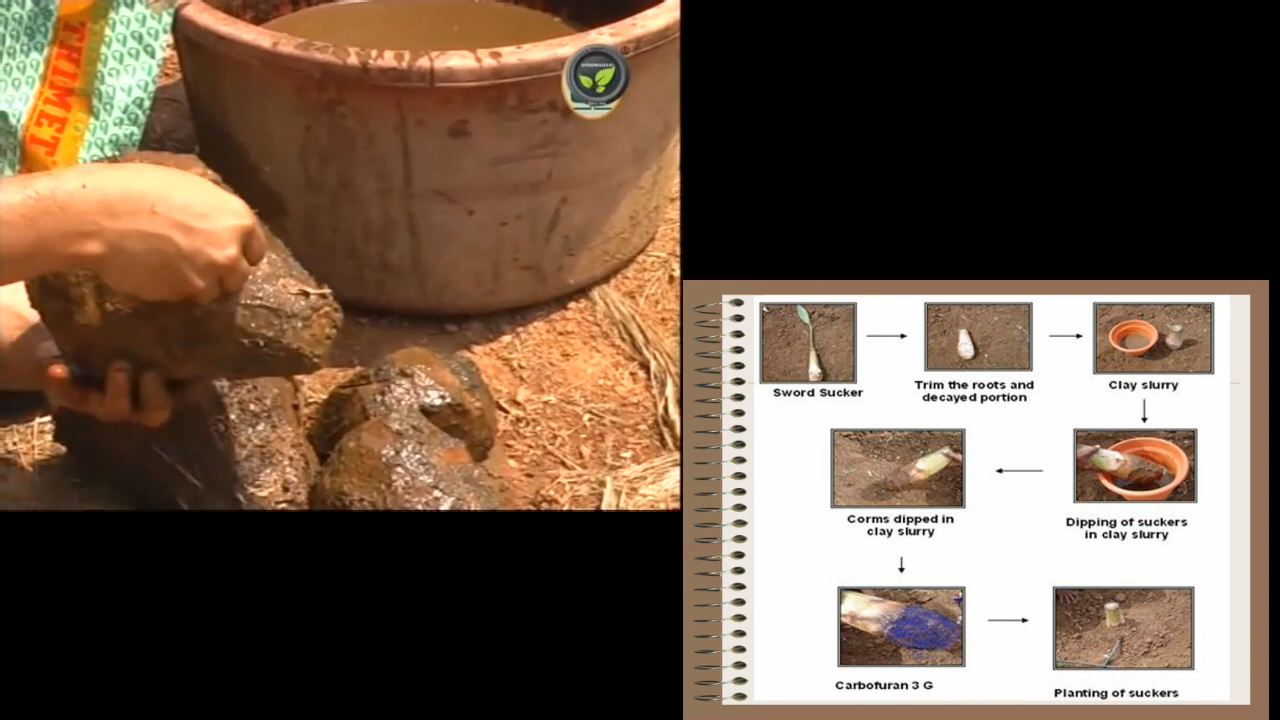 THIMET
Sword Sucker
Trim the roots and
decayed portion
Clay slurry
Corms dipped in
clay slurry
Dipping of suckers
in clay slurry
Carbofuran 3 G
Planting of suckers